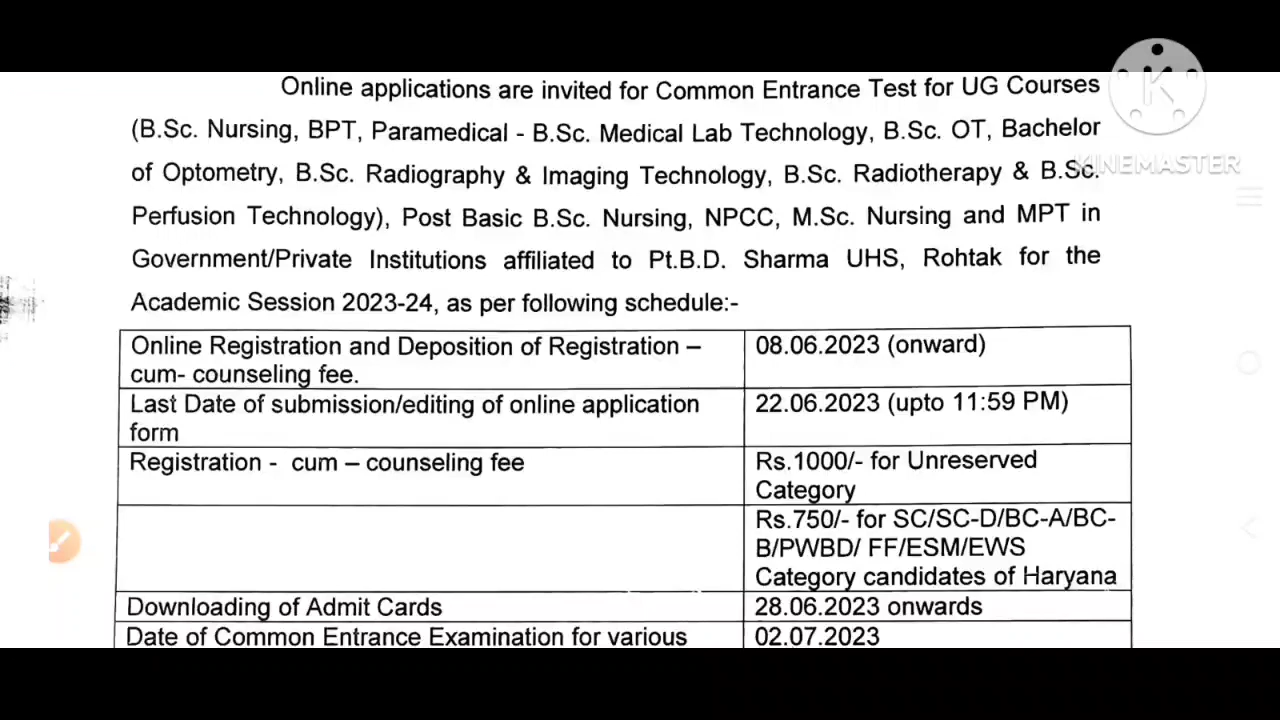 Online applications are invited for Common Entrance Test for UG Courses
(B.Sc. Nursing, BPT, Paramedical - B.Sc. Medical Lab Technology, B.Sc. OT, Bachelor
of Optometry, B.Sc. Radiography & Imaging Technology, B.Sc. Radiotherapy & B.Sc.
Perfusion Technology), Post Basic B.Sc. Nursing, NPCC, M.Sc. Nursing and MPT in
Government/Private Institutions affiliated to Pt.B.D. Sharma UHS, Rohtak for the
Academic Session 2023-24, as per following schedule:-
Online Registration and Deposition of Registration –
cum- counseling fee.
08.06.2023 (onward)
Last Date of submission/editing of online application
form
22.06.2023 (upto 11:59 PM)
Registration - cum – counseling fee
Rs.1000/- for Unreserved
Category
Rs.750/- for SC/SC-D/BC-A/BC-
B/PWBD/ FF/ESM/EWS
Category candidates of Haryana
Downloading of Admit Cards
28.06.2023 onwards
Date of Common Entrance Examination for various
02.07.2023
K
KINEMASTER